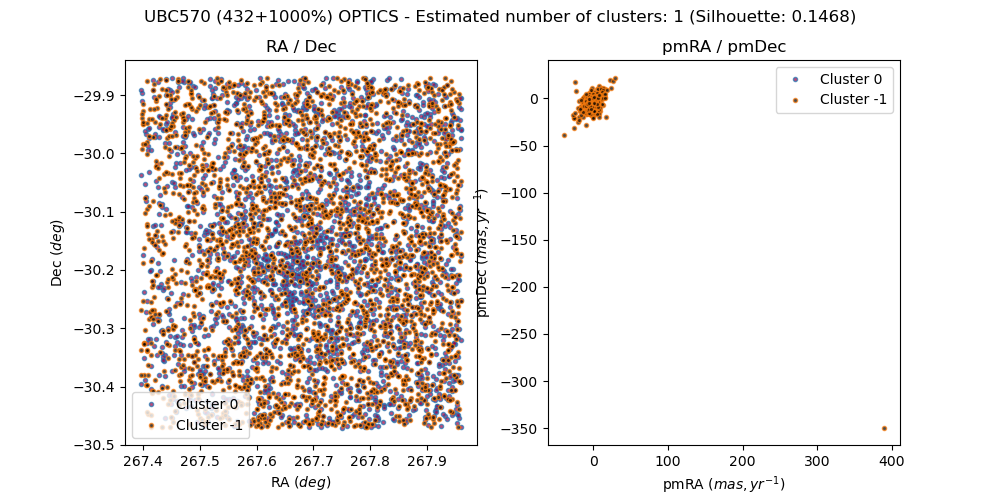 UBC570 (432+1000%) OPTICS - Estimated number of clusters: 1 (Silhouette: 0.1468)
RA / Dec
Dec (deg)
−29.9
−30.0
−30.1
−30.2
−30.3
−30.4
−30.5
Cluster 0
Cluster -1
267.4 267.5 267.6 267.7 267.8 267.9
RA (deg)
pmRA / pmDec
pmDec (mas, yr⁻¹)
0
−50
−100
−150
−200
−250
−300
−350
Cluster 0
Cluster -1
0 100 200 300 400
pmRA (mas, yr⁻¹)